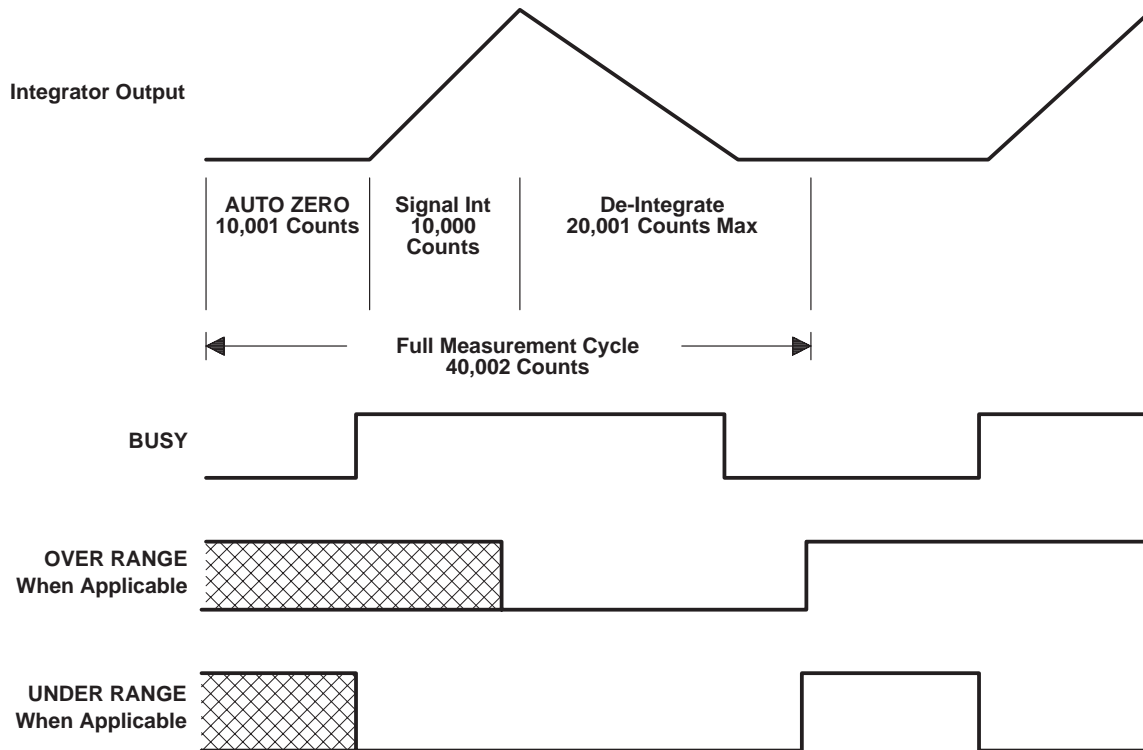 Integrator Output
AUTO ZERO
10,001 Counts
Signal Int
10,000
Counts
De-Integrate
20,001 Counts Max
Full Measurement Cycle
40,002 Counts
BUSY
OVER RANGE
When Applicable
UNDER RANGE
When Applicable